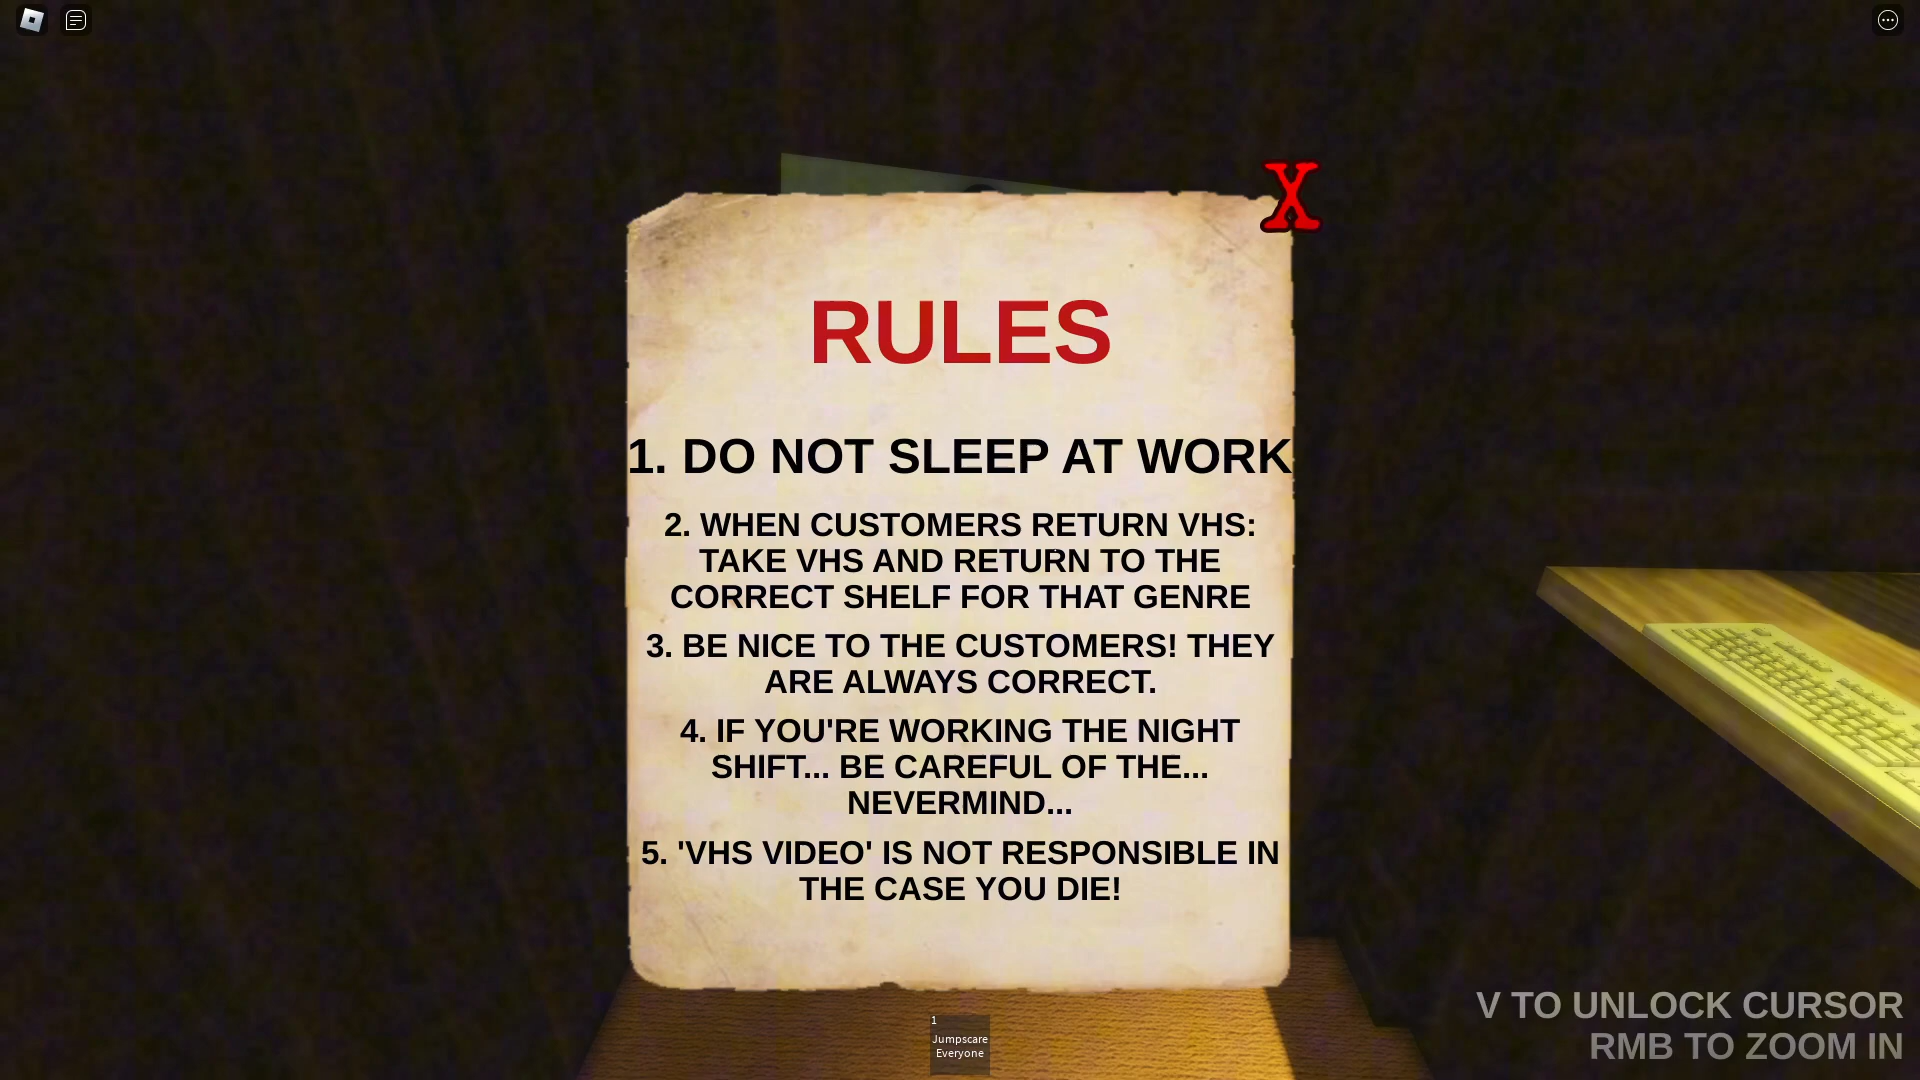 X
RULES
1. DO NOT SLEEP AT WORK
2. WHEN CUSTOMERS RETURN VHS:
TAKE VHS AND RETURN TO THE
CORRECT SHELF FOR THAT GENRE
3. BE NICE TO THE CUSTOMERS! THEY
ARE ALWAYS CORRECT.
4. IF YOU'RE WORKING THE NIGHT
SHIFT... BE CAREFUL OF THE...
NEVERMIND...
5. 'VHS VIDEO' IS NOT RESPONSIBLE IN
THE CASE YOU DIE!
V TO UNLOCK CURSOR
RMB TO ZOOM IN
1
Jumpscare
Everyone